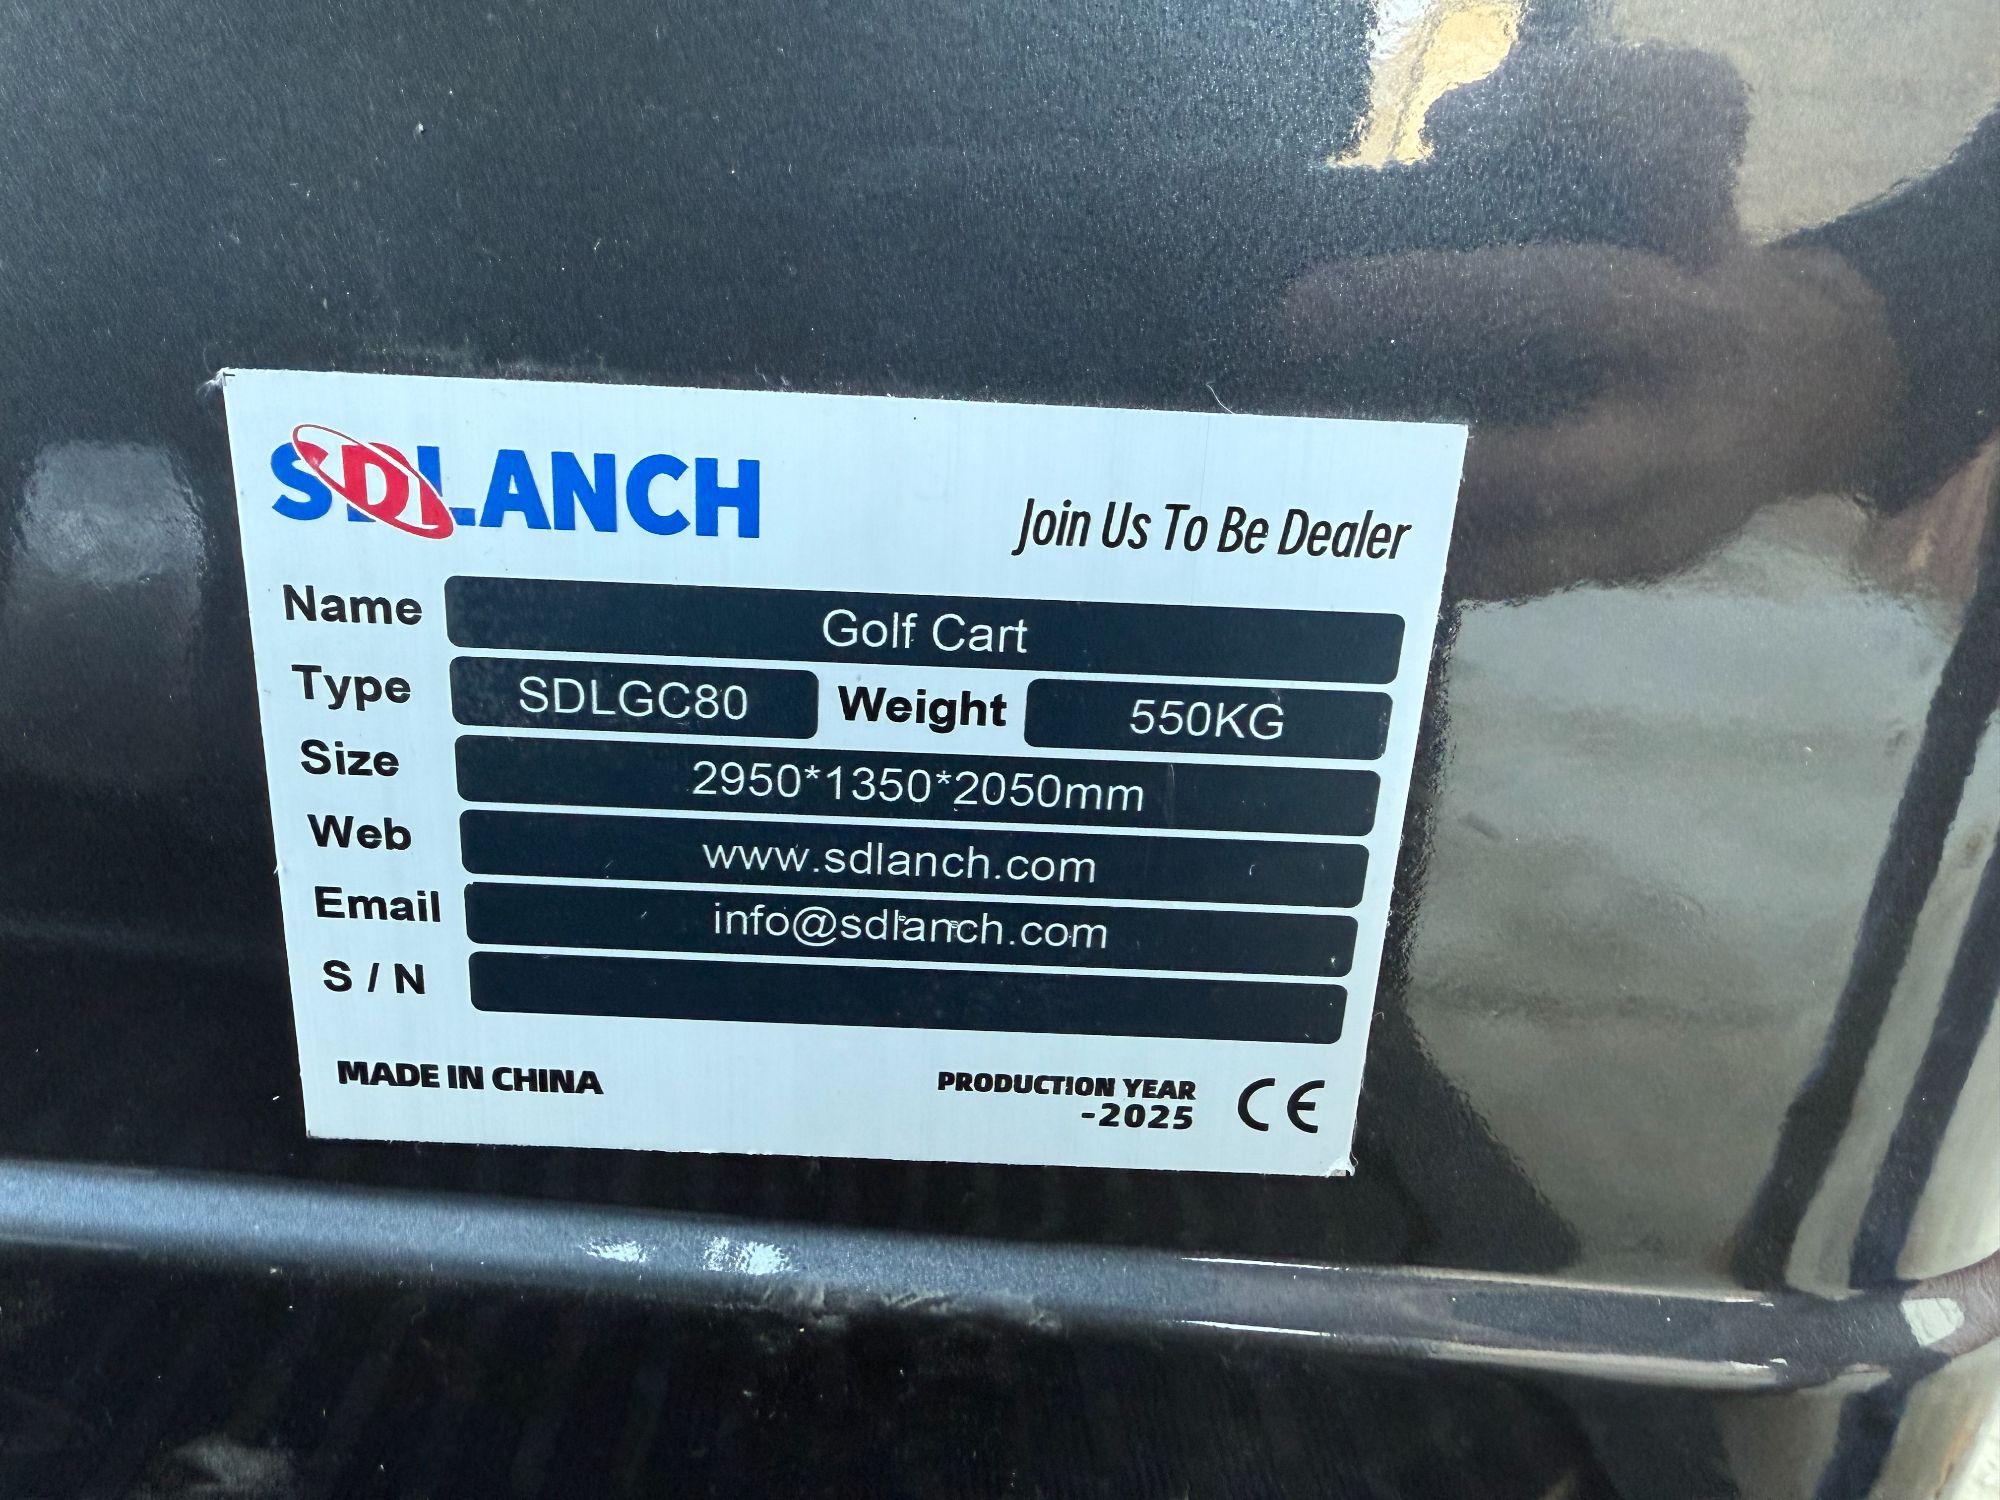 SDLANCH
Join Us To Be Dealer
Name Golf Cart
Type SDLGC80 Weight 550KG
Size 2950*1350*2050mm
Web www.sdlanch.com
Email info@sdlanch.com
S / N
MADE IN CHINA
PRODUCTION YEAR
-2025
CE